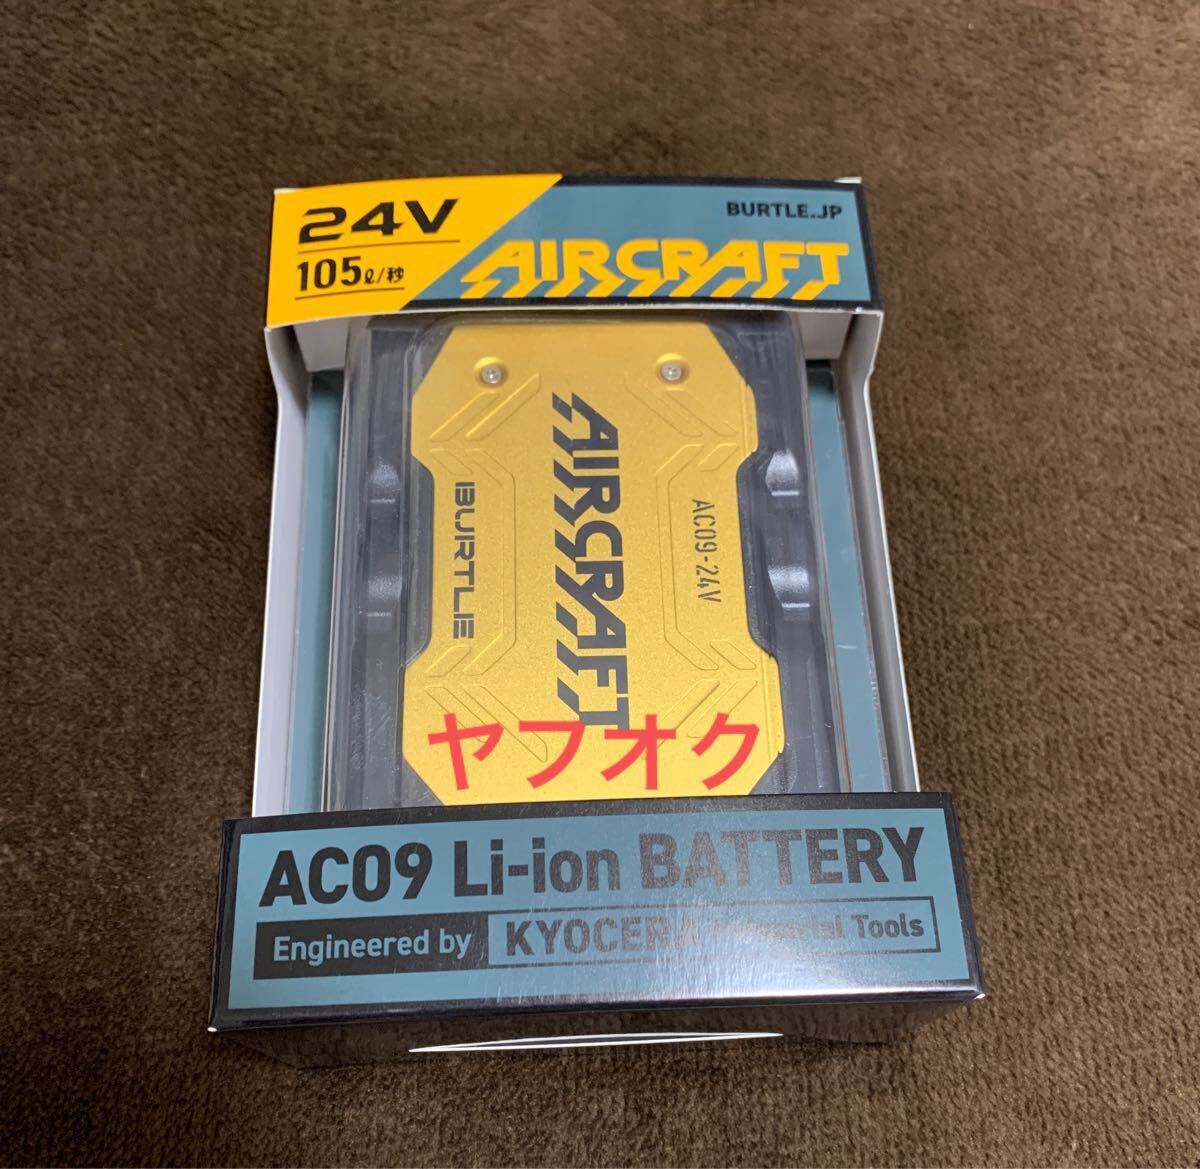 24V
105ℓ/秒
BURTLE.JP
AIRCRAFT
BURTLE
AIRCRAFT
AC09-24V
ヤフオク
AC09 Li-ion BATTERY
Engineered by KYOCERA Industrial Tools